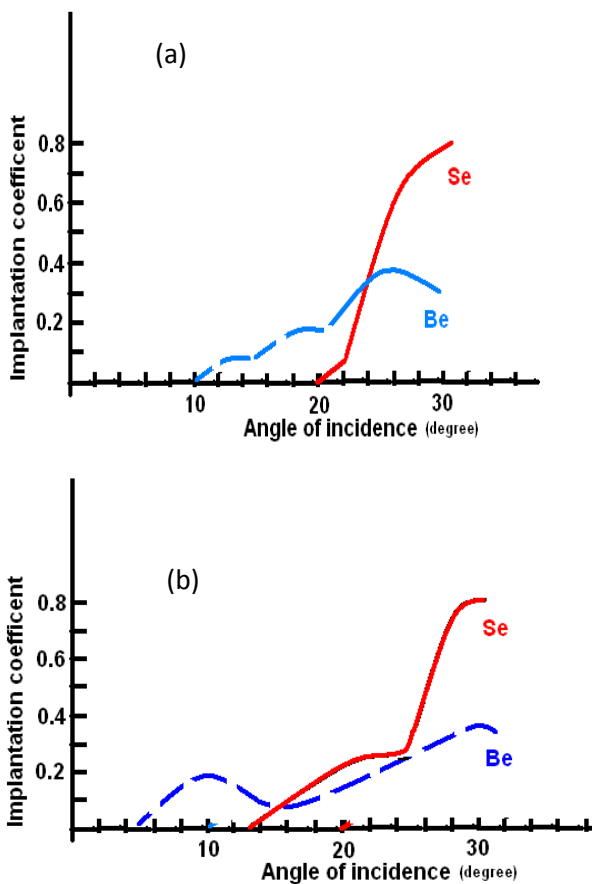 (a)
Implantation coefficent
0.8
0.6
0.4
0.2
Se
Be
10 20 30
Angle of incidence (degree)
(b)
Implantation coefficent
0.8
0.6
0.4
0.2
Se
Be
10 20 30
Angle of incidence (degree)